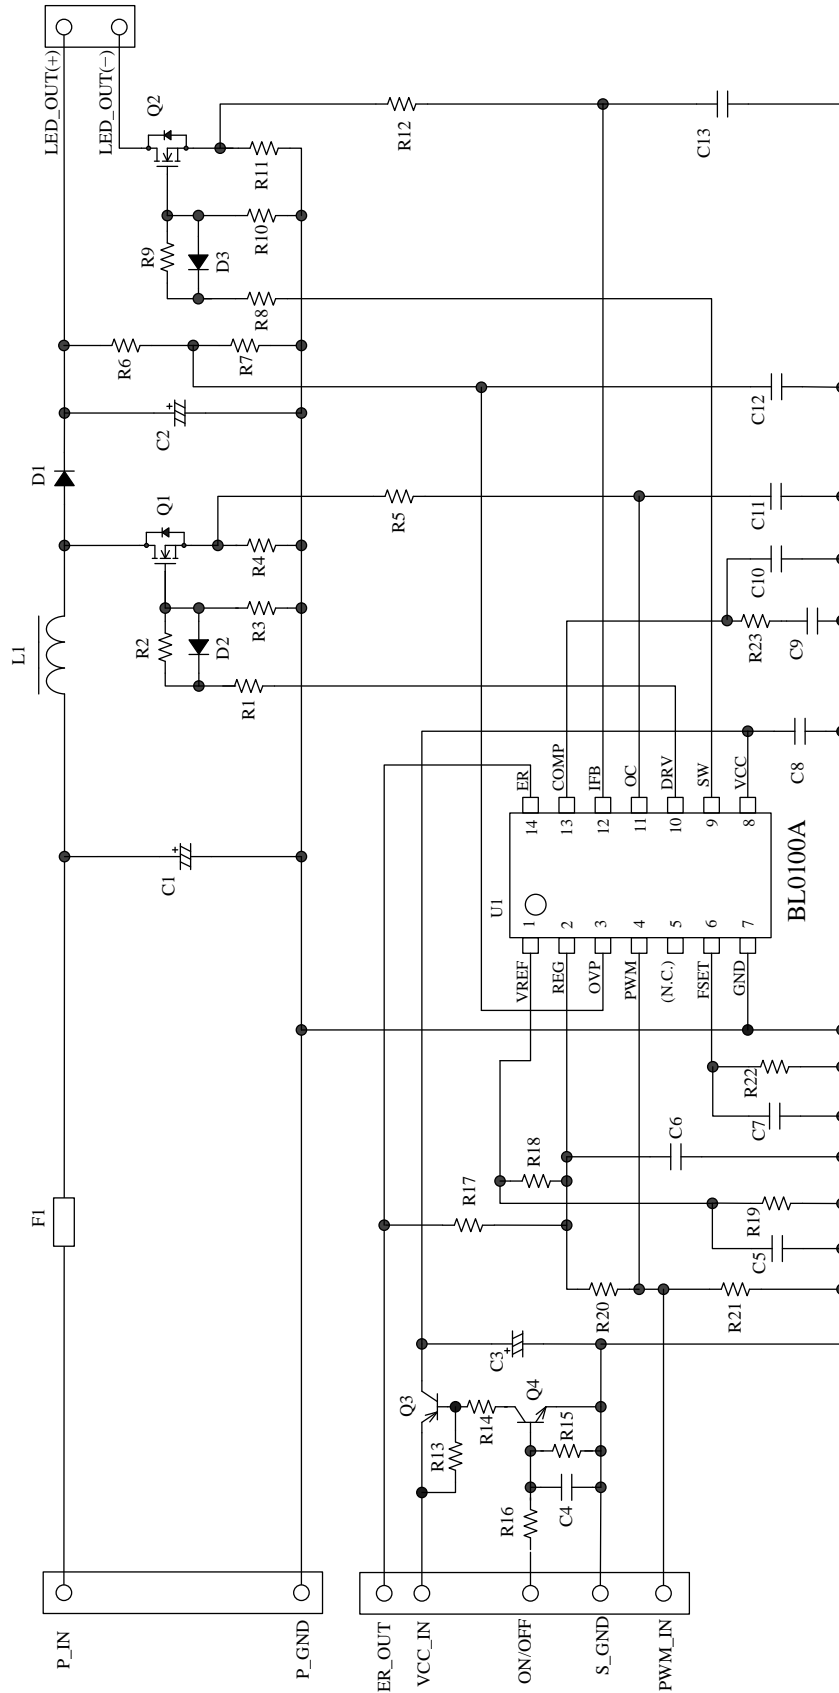 P_IN
F1
L1
D1
LED_OUT(+)
LED_OUT(−)
Q2
C1
R2
D2
R1
R3
Q1
R4
C2
R6
R7
R9
D3
R8
R10
R11
P_GND
R5
R12
ER_OUT
VCC_IN
ON/OFF
S_GND
PWM_IN
Q3
R13
R14
Q4
R15
R16
C4
C3
R17
R18
R20
R21
C5
R19
C6
C7
R22
U1
VREF
REG
OVP
PWM
(N.C.)
FSET
GND
1
2
3
4
5
6
7
14
13
12
11
10
9
8
ER
COMP
IFB
OC
DRV
SW
VCC
BL0100A
C8
R23
C9
C10
C11
C12
C13